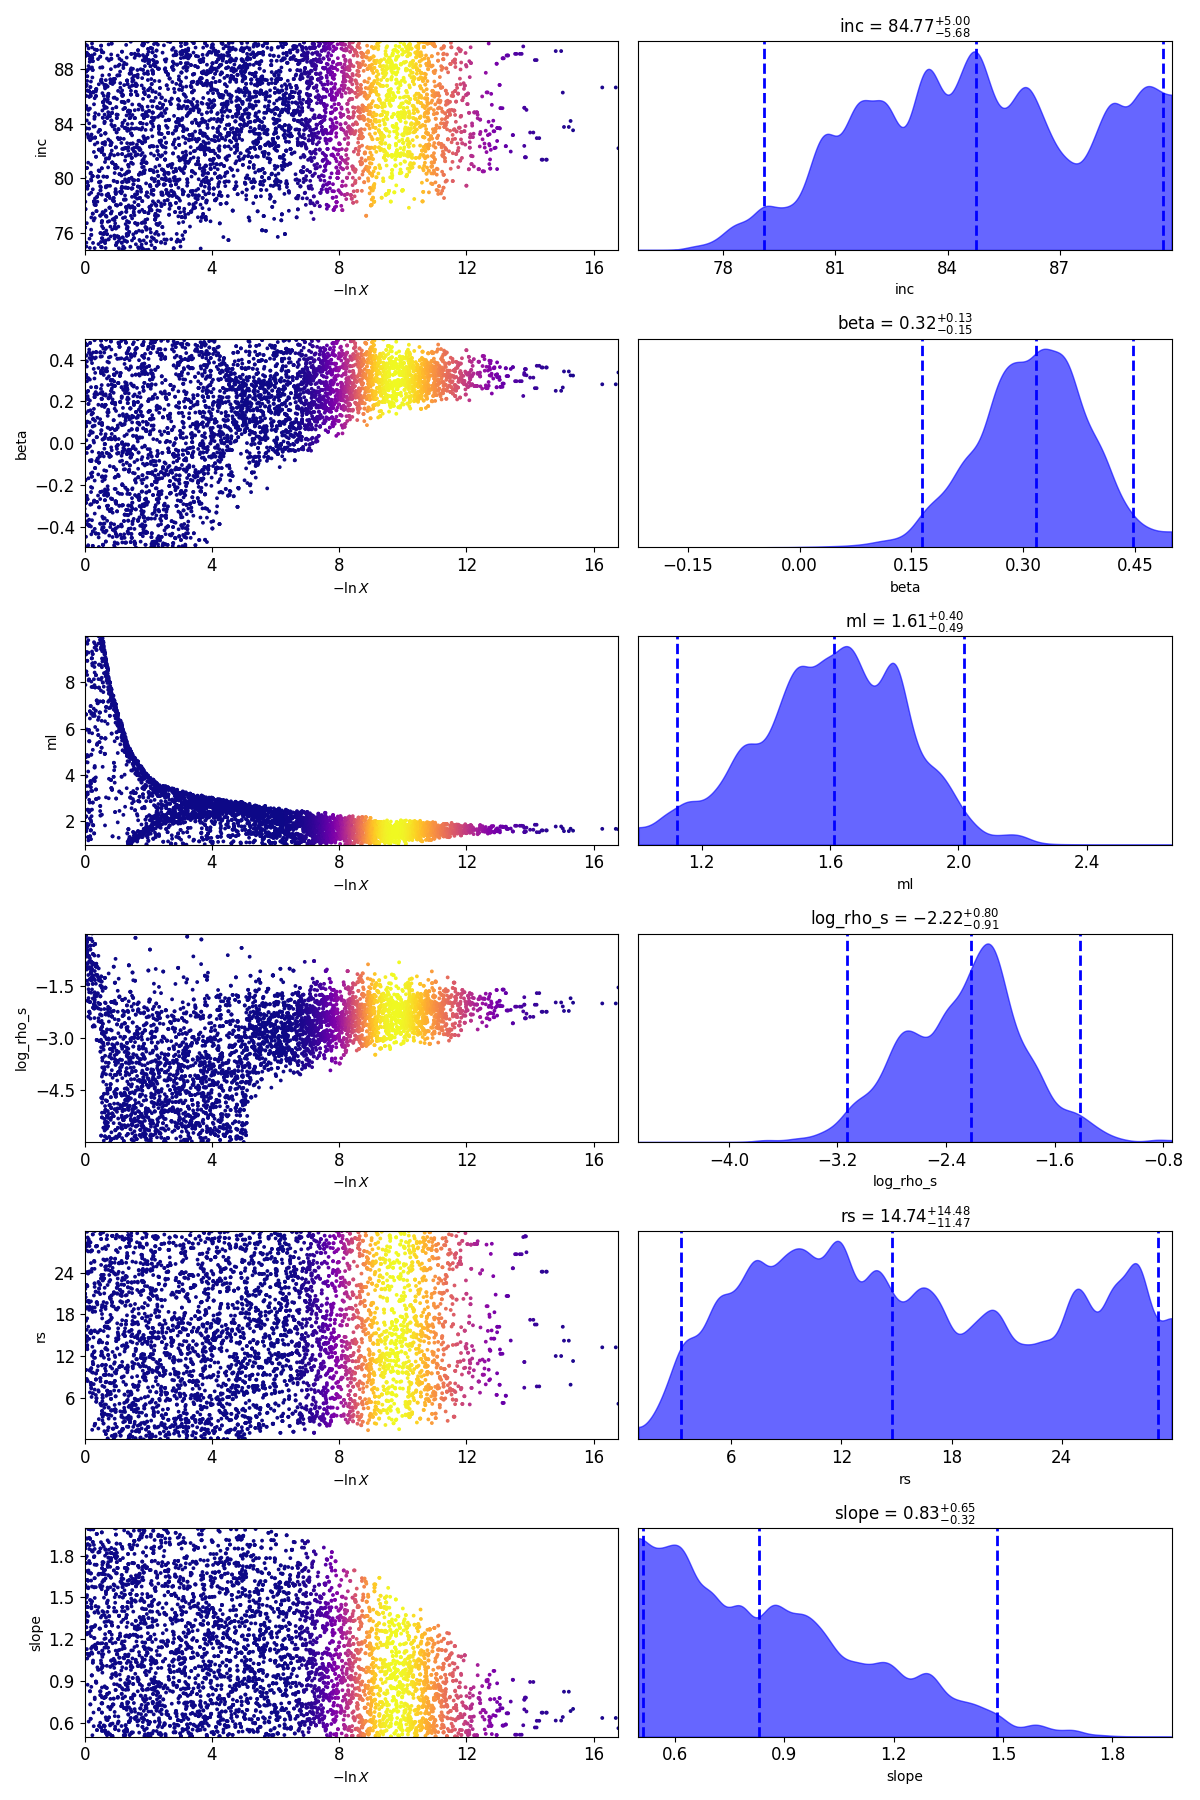 inc = 84.77+5.00 −5.68
88
84
80
76
inc
0 4 8 12 16
−ln X
78 81 84 87
inc
beta = 0.32+0.13 −0.15
0.4
0.2
0.0
−0.2
−0.4
beta
0 4 8 12 16
−ln X
−0.15 0.00 0.15 0.30 0.45
beta
ml = 1.61+0.40 −0.49
8
6
4
2
ml
0 4 8 12 16
−ln X
1.2 1.6 2.0 2.4
ml
log_rho_s = −2.22+0.80 −0.91
−1.5
−3.0
−4.5
log_rho_s
0 4 8 12 16
−ln X
−4.0 −3.2 −2.4 −1.6 −0.8
log_rho_s
rs = 14.74+14.48 −11.47
24
18
12
6
rs
0 4 8 12 16
−ln X
6 12 18 24
rs
slope = 0.83+0.65 −0.32
1.8
1.5
1.2
0.9
0.6
slope
0 4 8 12 16
−ln X
0.6 0.9 1.2 1.5 1.8
slope